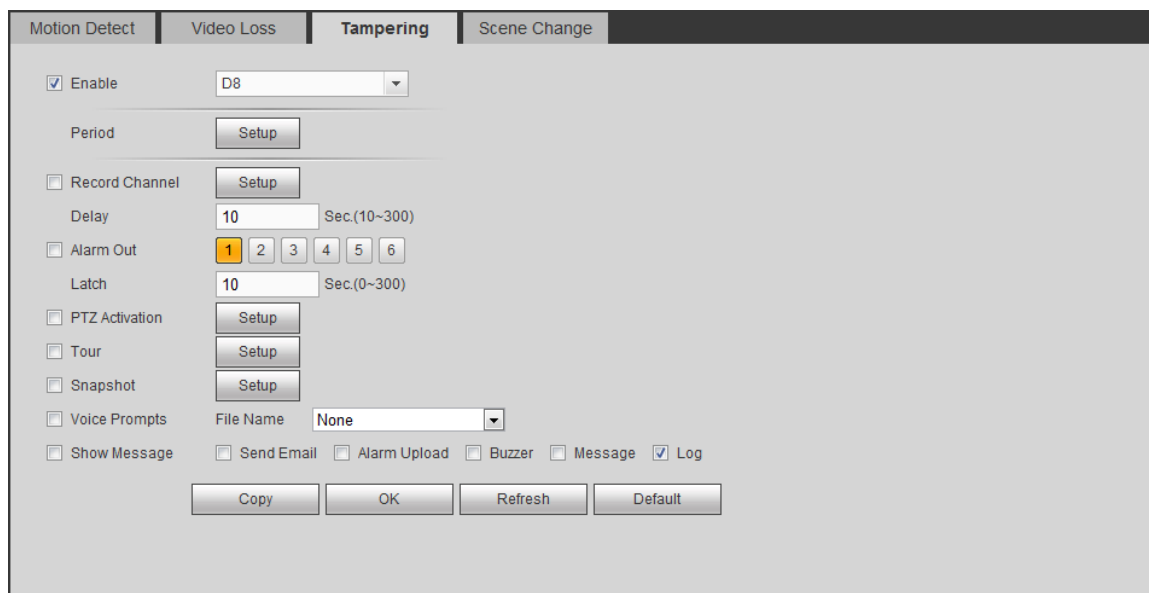 Motion Detect Video Loss Tampering Scene Change
Enable D8
Period Setup
Record Channel Setup
Delay 10 Sec.(10~300)
Alarm Out 1 2 3 4 5 6
Latch 10 Sec.(0~300)
PTZ Activation Setup
Tour Setup
Snapshot Setup
Voice Prompts File Name None
Show Message Send Email Alarm Upload Buzzer Message Log
Copy OK Refresh Default